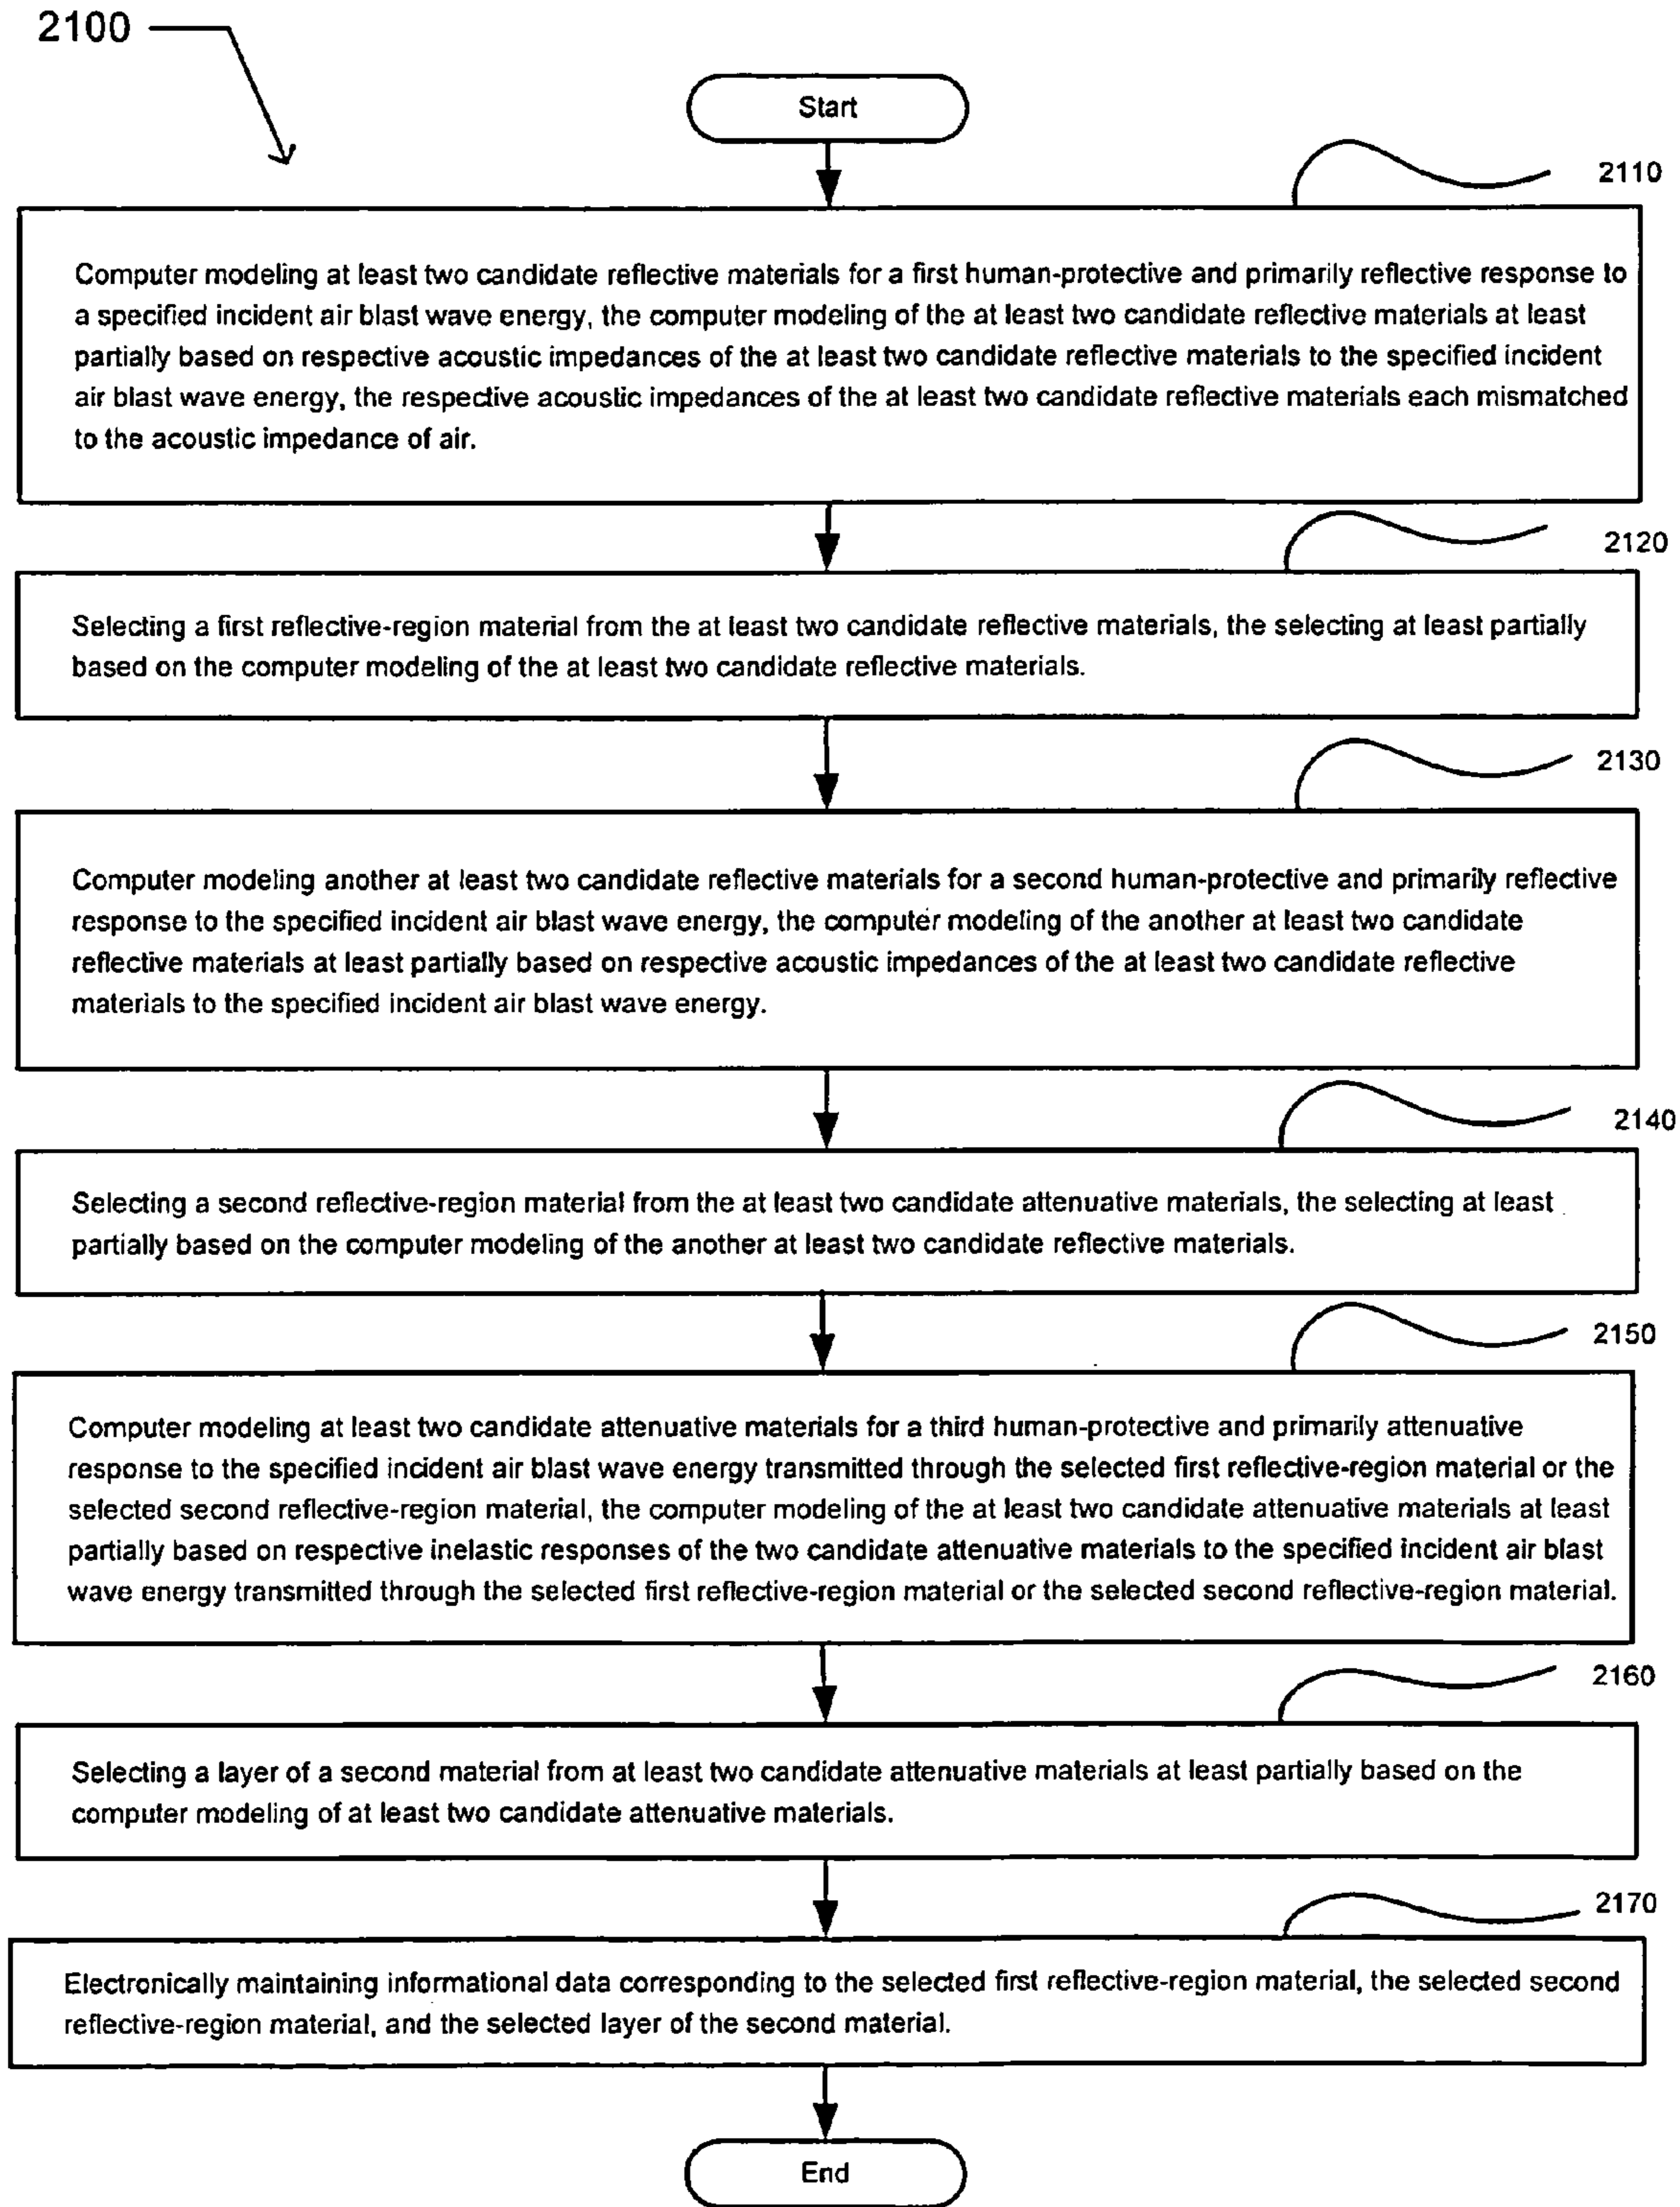 2100
Start
2110
Computer modeling at least two candidate reflective materials for a first human-protective and primarily reflective response to
a specified incident air blast wave energy, the computer modeling of the at least two candidate reflective materials at least
partially based on respective acoustic impedances of the at least two candidate reflective materials to the specified incident
air blast wave energy, the respective acoustic impedances of the at least two candidate reflective materials each mismatched
to the acoustic impedance of air.
2120
Selecting a first reflective-region material from the at least two candidate reflective materials, the selecting at least partially
based on the computer modeling of the at least two candidate reflective materials.
2130
Computer modeling another at least two candidate reflective materials for a second human-protective and primarily reflective
response to the specified incident air blast wave energy, the computer modeling of the another at least two candidate
reflective materials at least partially based on respective acoustic impedances of the at least two candidate reflective
materials to the specified incident air blast wave energy.
2140
Selecting a second reflective-region material from the at least two candidate attenuative materials, the selecting at least
partially based on the computer modeling of the another at least two candidate reflective materials.
2150
Computer modeling at least two candidate attenuative materials for a third human-protective and primarily attenuative
response to the specified incident air blast wave energy transmitted through the selected first reflective-region material or the
selected second reflective-region material, the computer modeling of the at least two candidate attenuative materials at least
partially based on respective inelastic responses of the two candidate attenuative materials to the specified incident air blast
wave energy transmitted through the selected first reflective-region material or the selected second reflective-region material.
2160
Selecting a layer of a second material from at least two candidate attenuative materials at least partially based on the
computer modeling of at least two candidate attenuative materials.
2170
Electronically maintaining informational data corresponding to the selected first reflective-region material, the selected second
reflective-region material, and the selected layer of the second material.
End